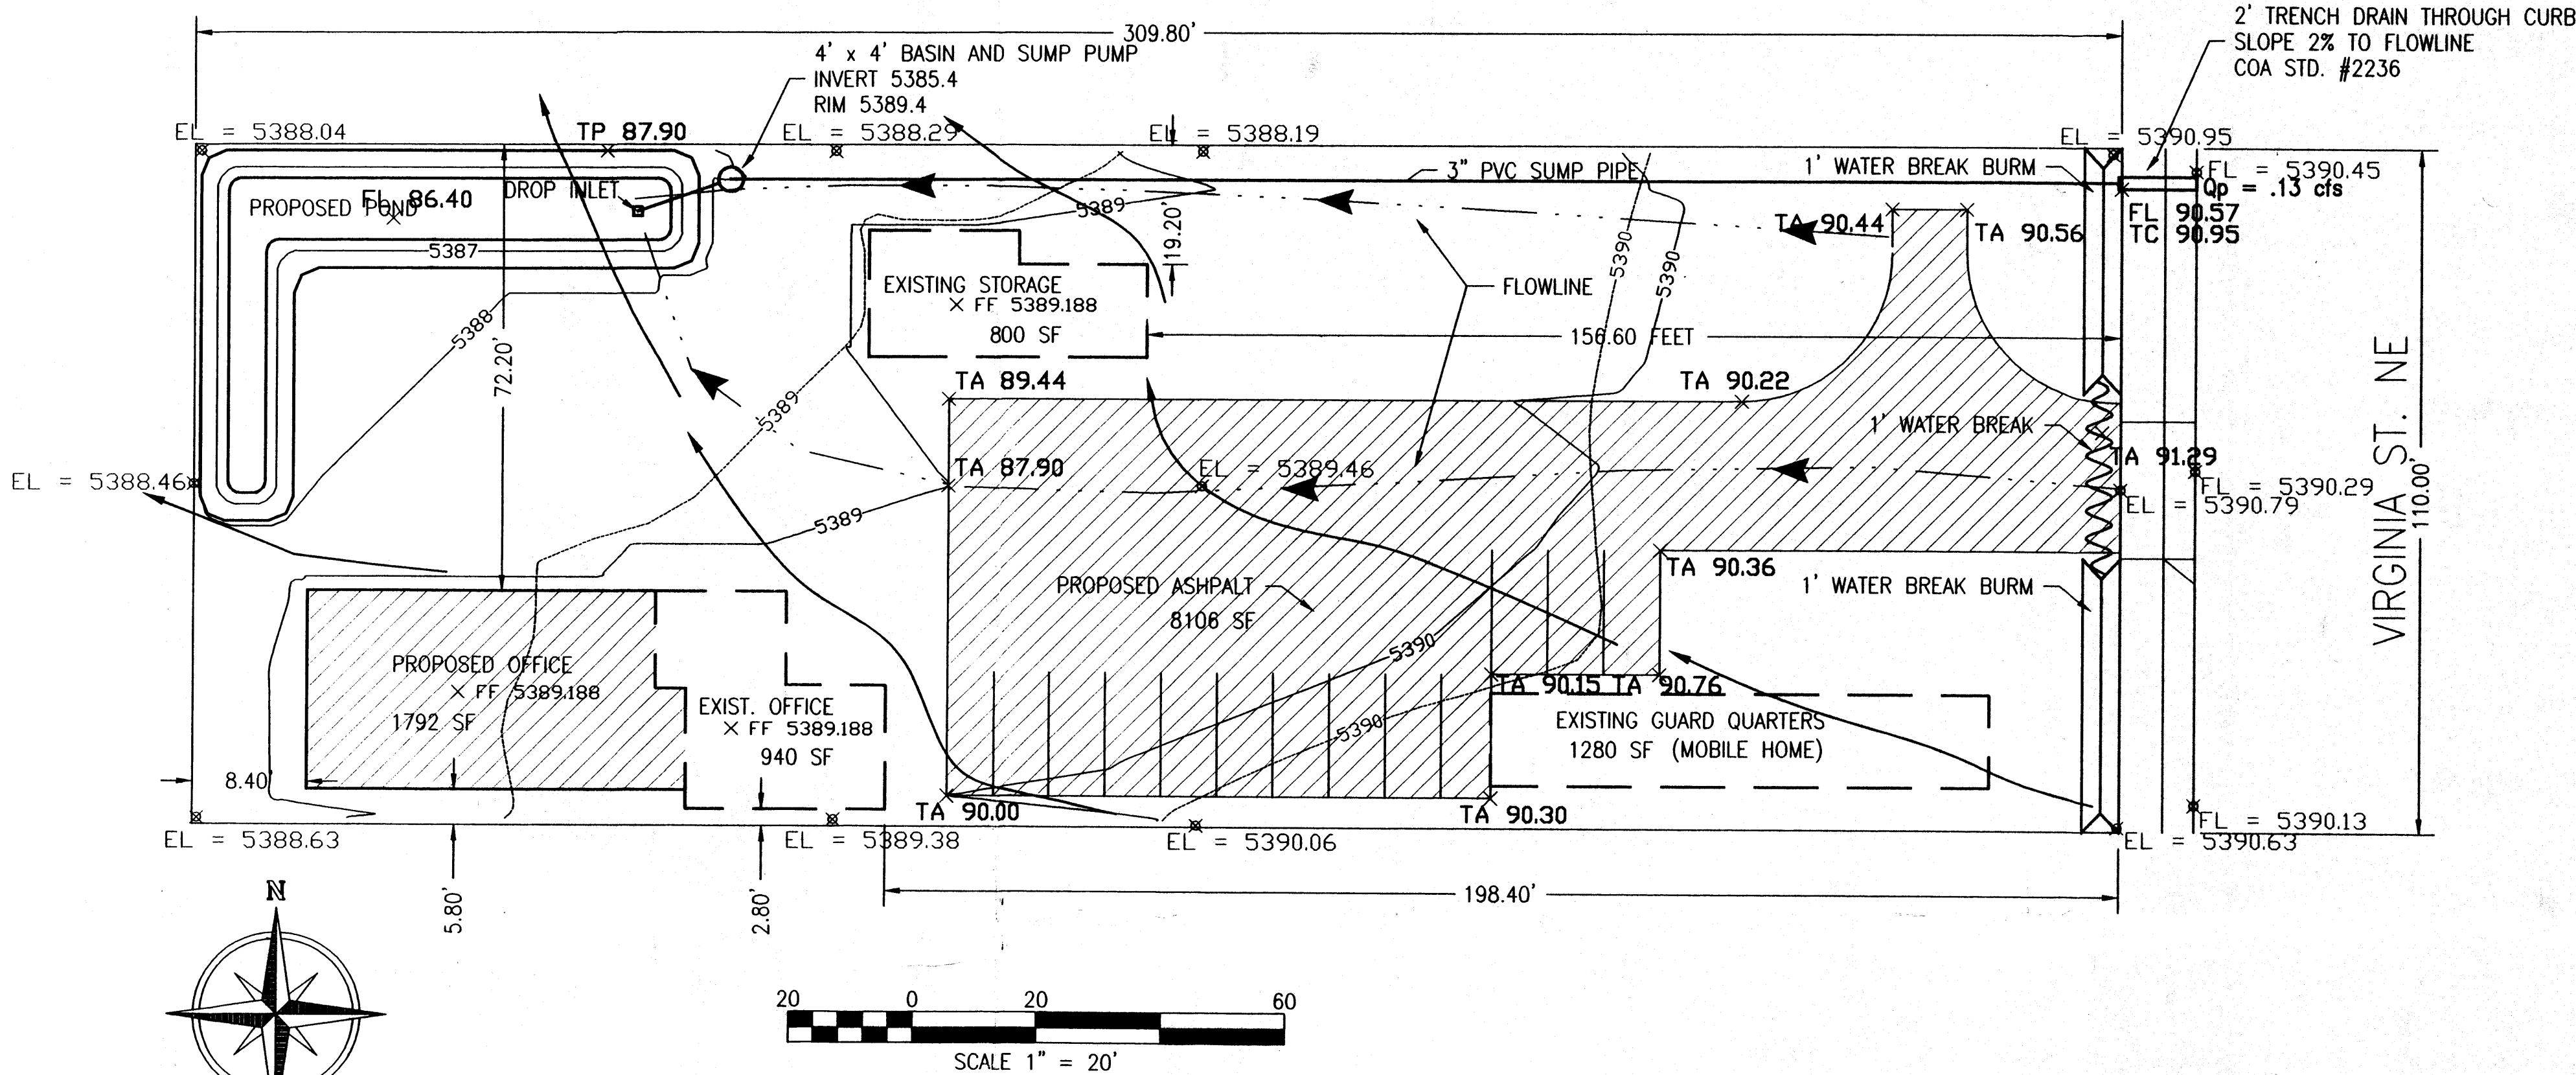 2' TRENCH DRAIN THROUGH CURB
SLOPE 2% TO FLOWLINE
COA STD. #2236
309.80'
4' x 4' BASIN AND SUMP PUMP
INVERT 5385.4
RIM 5389.4
EL = 5388.04
TP 87.90
EL = 5388.29
EL = 5388.19
EL = 5390.95
1' WATER BREAK BURM
3" PVC SUMP PIPE
FL = 5390.45
Qp = .13 cfs
DROP INLET
PROPOSED POND
FL 86.40
5389
FL 90.57
TC 90.95
TA 90.44
TA 90.56
19.20'
5387
5390
5390
EXISTING STORAGE
FF 5389.188
800 SF
FLOWLINE
5388
72.20'
156.60 FEET
TA 89.44
TA 90.22
5389
1' WATER BREAK
VIRGINIA ST. NE
110.00'
EL = 5388.46
TA 87.90
EL = 5389.46
TA 91.29
FL = 5390.29
EL = 5390.79
5389
TA 90.36
PROPOSED ASHPALT
8106 SF
1' WATER BREAK BURM
5390
PROPOSED OFFICE
FF 5389.188
1792 SF
EXIST. OFFICE
FF 5389.188
940 SF
TA 90.15
TA 90.76
5390
EXISTING GUARD QUARTERS
1280 SF (MOBILE HOME)
8.40'
TA 90.00
TA 90.30
FL = 5390.13
EL = 5388.63
EL = 5389.38
EL = 5390.06
EL = 5390.63
5.80'
2.80'
198.40'
N
20 0 20 60
SCALE 1" = 20'